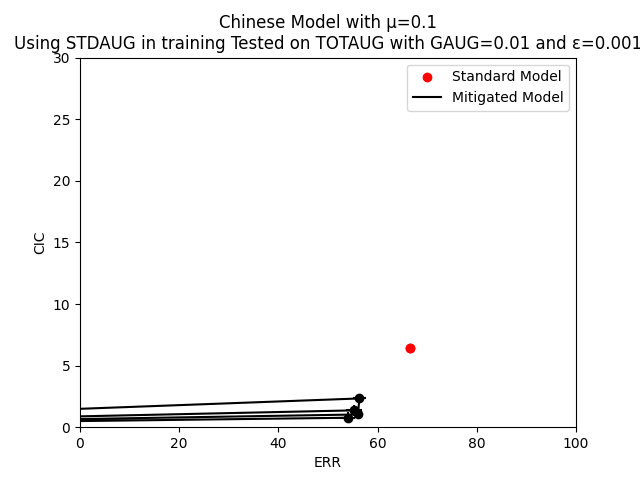 Chinese Model with μ=0.1
Using STDAUG in training Tested on TOTAUG with GAUG=0.01 and ε=0.001
30
25
20
15
10
5
0
CIC
Standard Model
Mitigated Model
0 20 40 60 80 100
ERR